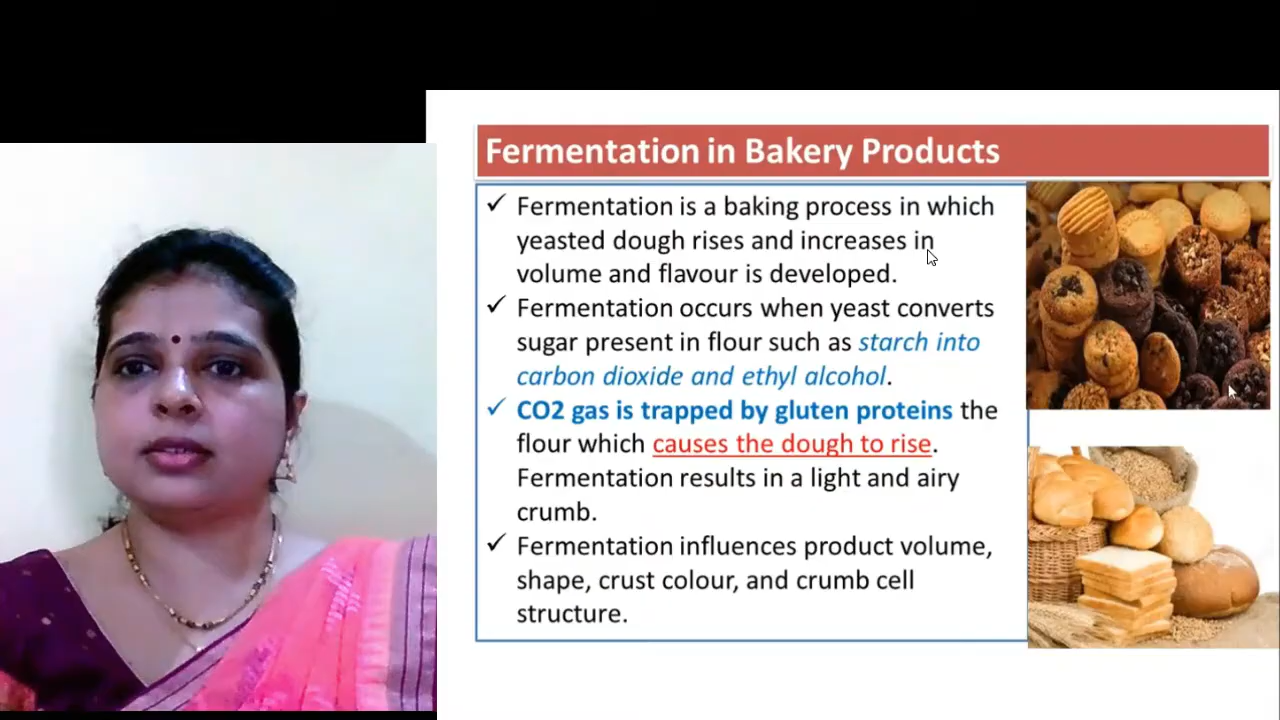 Fermentation in Bakery Products
✓ Fermentation is a baking process in which
yeasted dough rises and increases in
volume and flavour is developed.
✓ Fermentation occurs when yeast converts
sugar present in flour such as starch into
carbon dioxide and ethyl alcohol.
✓ CO2 gas is trapped by gluten proteins the
flour which causes the dough to rise.
Fermentation results in a light and airy
crumb.
✓ Fermentation influences product volume,
shape, crust colour, and crumb cell
structure.